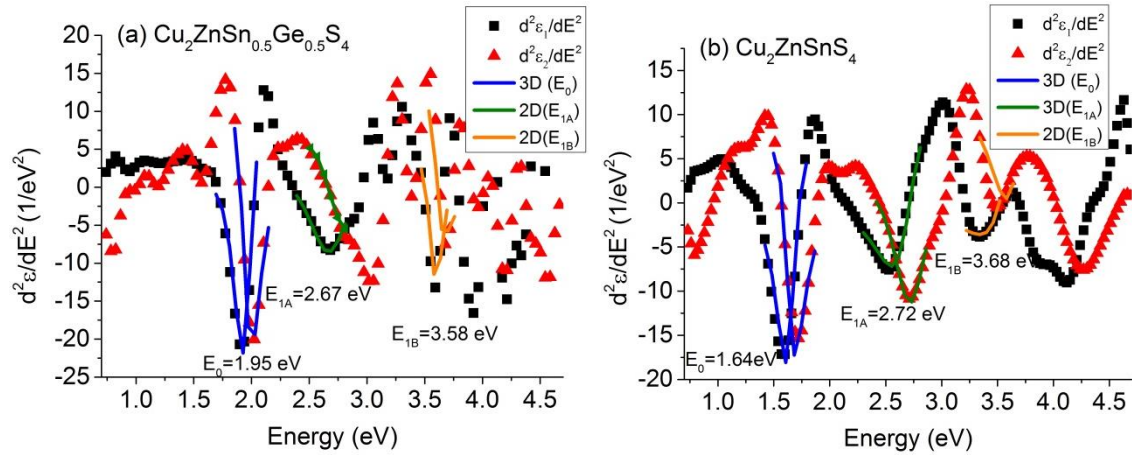 (a) Cu₂ZnSn₀.₅Ge₀.₅S₄
d²ε₁/dE²
d²ε₂/dE²
3D (E₀)
2D(E₁A)
2D(E₁B)
20
15
10
5
0
-5
-10
-15
-20
-25
d²ε/dE² (1/eV²)
E₁A=2.67 eV
E₁B=3.58 eV
E₀=1.95 eV
1.0 1.5 2.0 2.5 3.0 3.5 4.0 4.5
Energy (eV)
(b) Cu₂ZnSnS₄
d²ε₁/dE²
d²ε₂/dE²
3D (E₀)
3D(E₁A)
2D(E₁B)
15
10
5
0
-5
-10
-15
-20
d²ε/dE² (1/eV²)
E₁B=3.68 eV
E₁A=2.72 eV
E₀=1.64eV
1.0 1.5 2.0 2.5 3.0 3.5 4.0 4.5
Energy (eV)